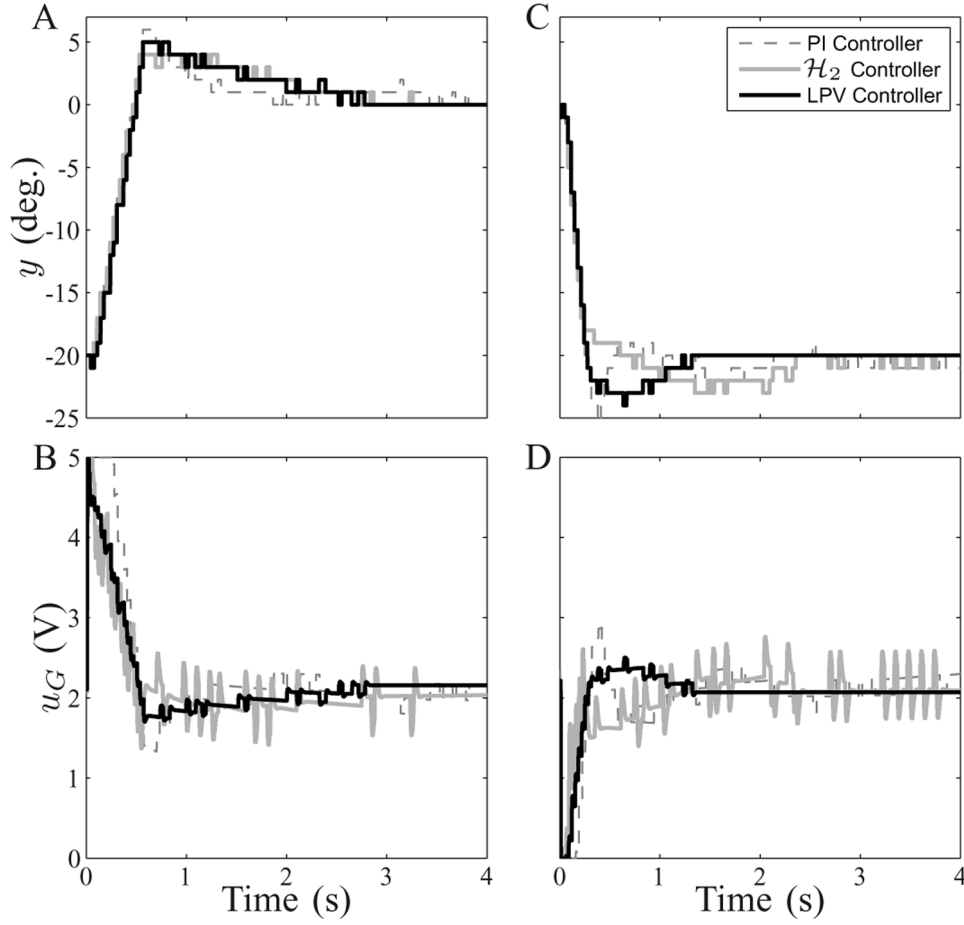 A
5
0
-5
-10
-15
-20
-25
y (deg.)
C
PI Controller
ℋ₂ Controller
LPV Controller
B
5
4
3
2
1
0
u_G (V)
0 1 2 3 4
Time (s)
D
0 1 2 3 4
Time (s)